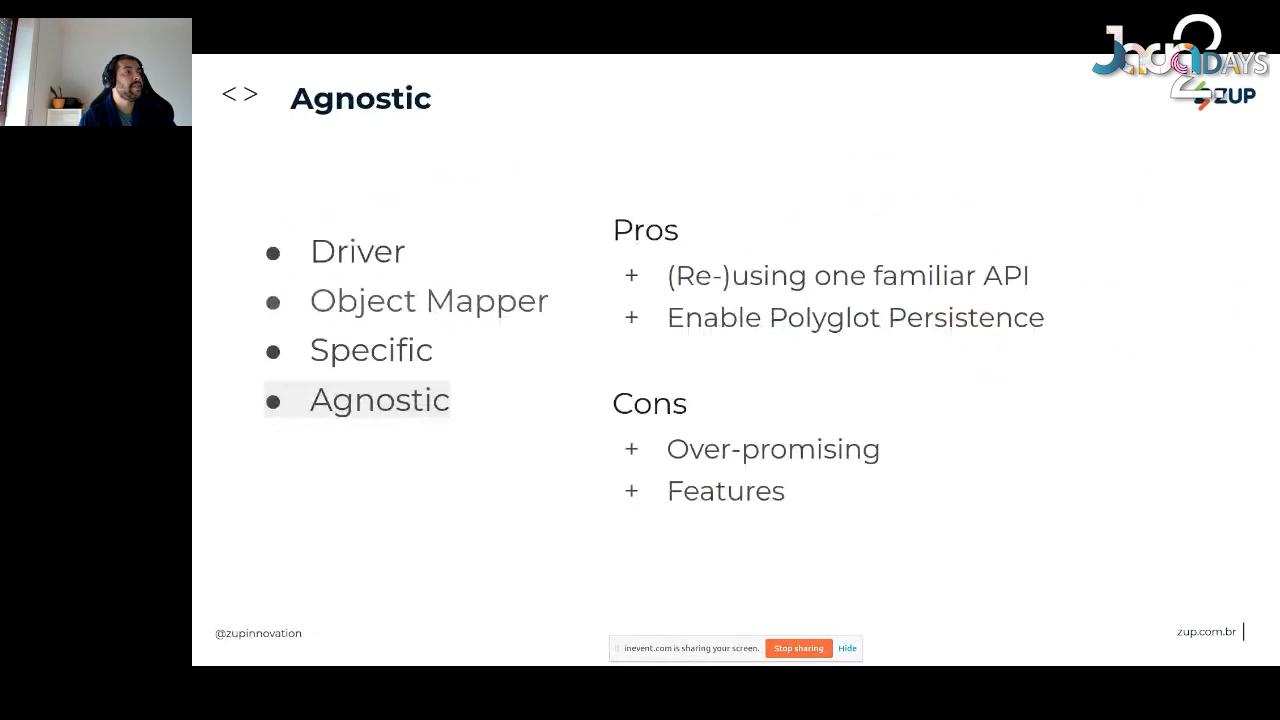 < > Agnostic
DAYS
ZUP
● Driver
● Object Mapper
● Specific
● Agnostic
Pros
+ (Re-)using one familiar API
+ Enable Polyglot Persistence
Cons
+ Over-promising
+ Features
@zupinnovation
inevent.com is sharing your screen. Stop sharing Hide
zup.com.br